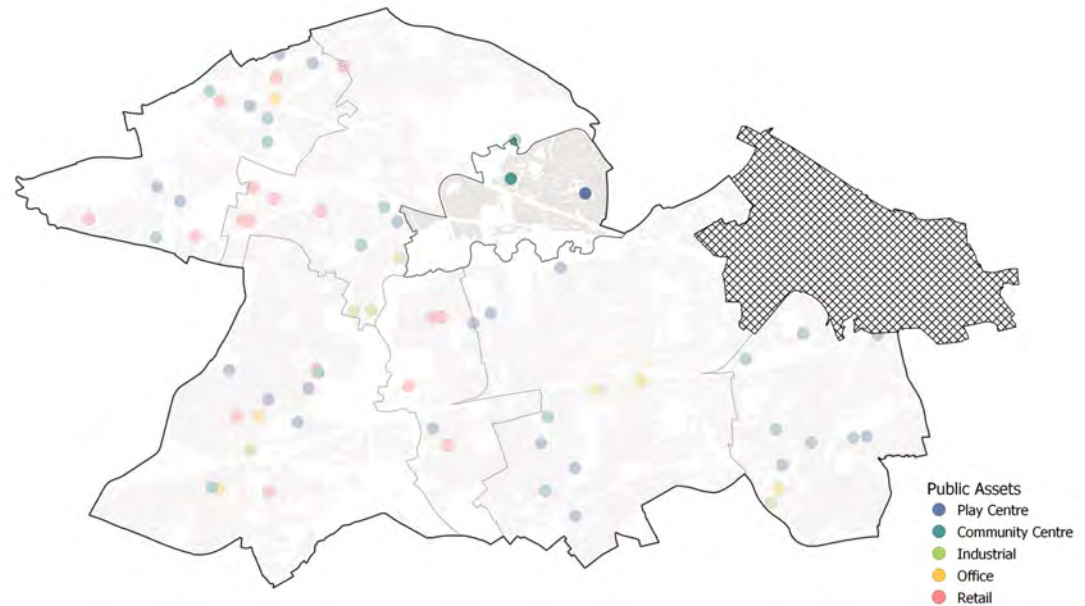 Public Assets
Play Centre
Community Centre
Industrial
Office
Retail